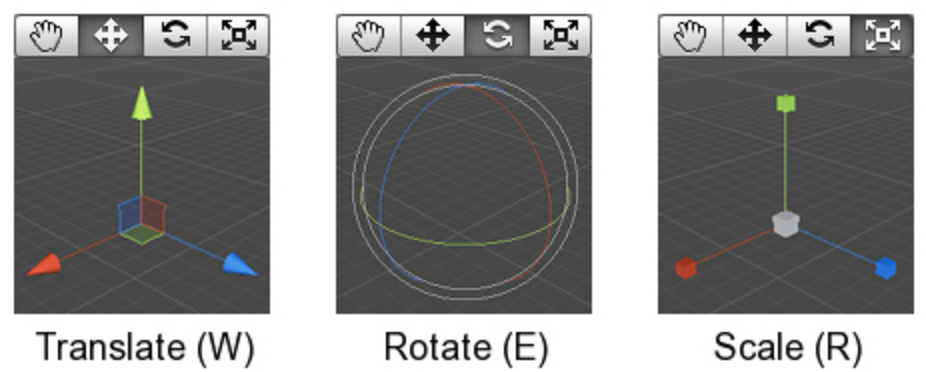 Translate (W)
Rotate (E)
Scale (R)